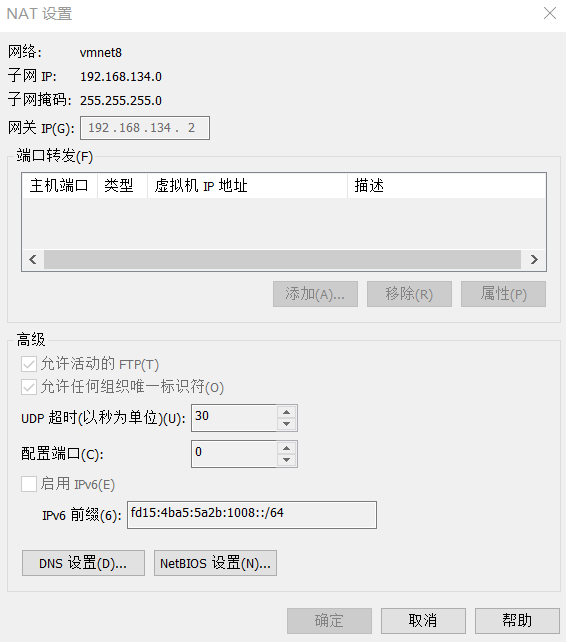 NAT 设置
网络: vmnet8
子网 IP: 192.168.134.0
子网掩码: 255.255.255.0
网关 IP(G): 192 . 168 . 134 . 2
端口转发(F)
主机端口 类型 虚拟机 IP 地址 描述
添加(A)... 移除(R) 属性(P)
高级
允许活动的 FTP(T)
允许任何组织唯一标识符(O)
UDP 超时(以秒为单位)(U): 30
配置端口(C): 0
启用 IPv6(E)
IPv6 前缀(6): fd15:4ba5:5a2b:1008::/64
DNS 设置(D)... NetBIOS 设置(N)...
确定 取消 帮助